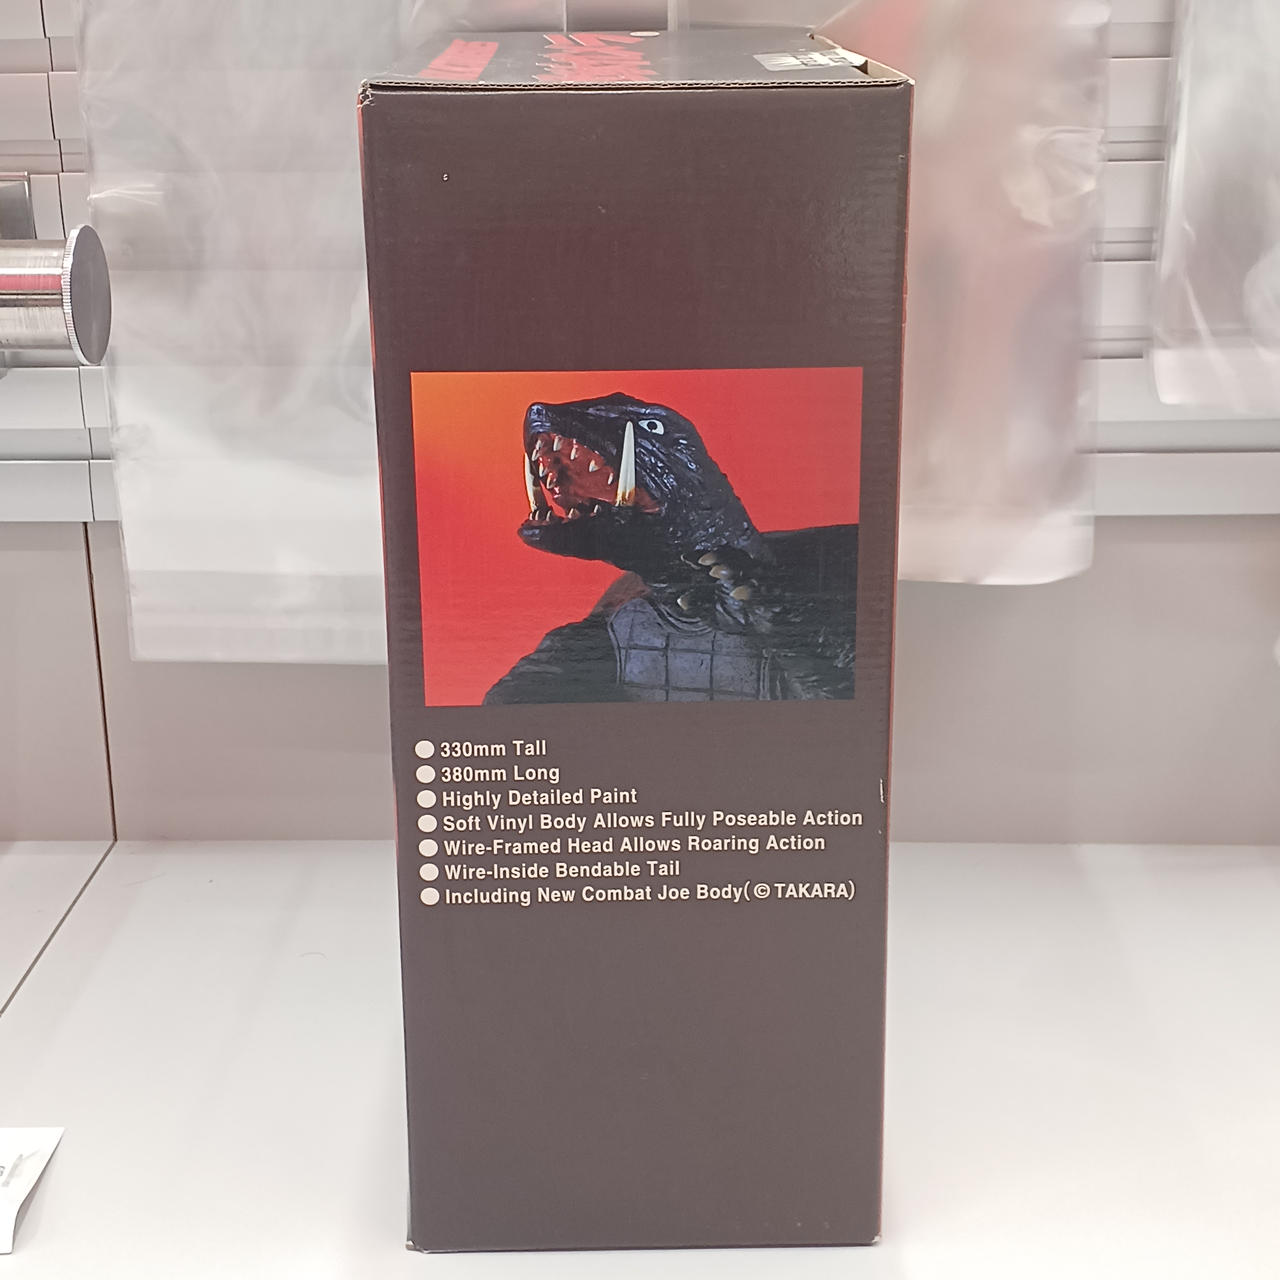 330mm Tall
380mm Long
Highly Detailed Paint
Soft Vinyl Body Allows Fully Poseable Action
Wire-Framed Head Allows Roaring Action
Wire-Inside Bendable Tail
Including New Combat Joe Body(©TAKARA)